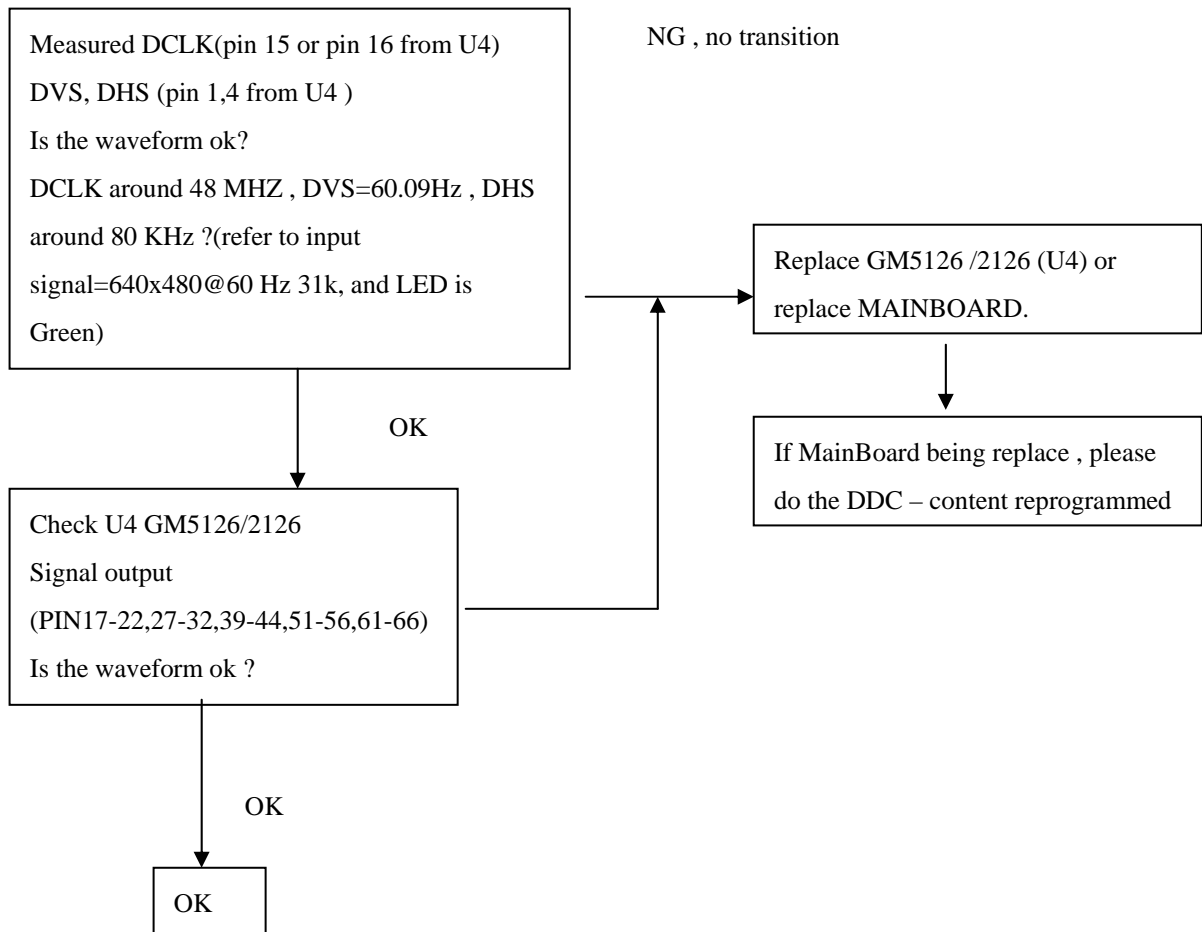 Measured DCLK(pin 15 or pin 16 from U4)
DVS, DHS (pin 1,4 from U4 )
Is the waveform ok?
DCLK around 48 MHZ , DVS=60.09Hz , DHS
around 80 KHz ?(refer to input
signal=640x480@60 Hz 31k, and LED is
Green)
NG , no transition
Replace GM5126 /2126 (U4) or
replace MAINBOARD.
If MainBoard being replace , please
do the DDC – content reprogrammed
OK
Check U4 GM5126/2126
Signal output
(PIN17-22,27-32,39-44,51-56,61-66)
Is the waveform ok ?
OK
OK